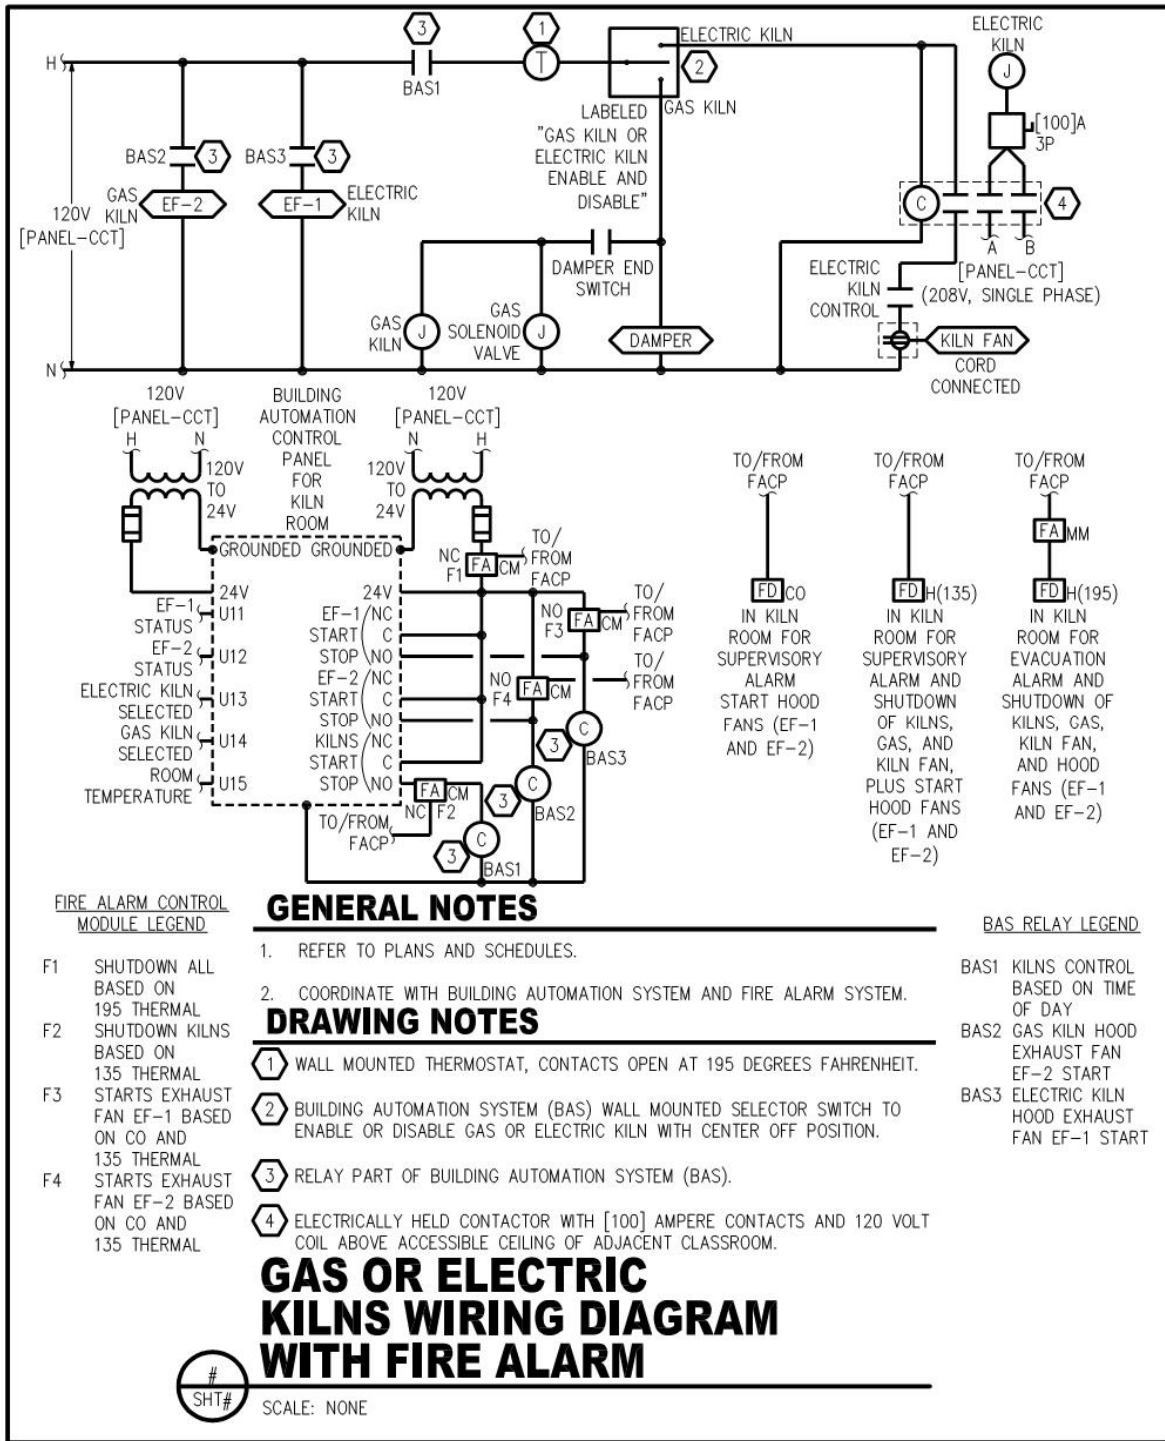 3
1
ELECTRIC KILN
ELECTRIC
KILN
H
BAS1
T
2
J
GAS KILN
LABELED
"GAS KILN OR
ELECTRIC KILN
ENABLE AND
DISABLE"
[100]A
3P
BAS2
3
BAS3
3
GAS
KILN
EF-2
EF-1
ELECTRIC
KILN
C
4
120V
[PANEL-CCT]
A
B
DAMPER END
SWITCH
ELECTRIC
KILN
CONTROL
[PANEL-CCT]
(208V, SINGLE PHASE)
GAS
KILN
J
GAS
SOLENOID
VALVE
J
DAMPER
KILN FAN
CORD
CONNECTED
N
120V
[PANEL-CCT]
H
N
BUILDING
AUTOMATION
CONTROL
PANEL
FOR
KILN
ROOM
120V
[PANEL-CCT]
N
H
120V
TO
24V
120V
TO
24V
GROUNDED
GROUNDED
NC
F1
FA
CM
TO/
FROM
FACP
24V
24V
EF-1
STATUS
U11
EF-2
STATUS
U12
ELECTRIC KILN
SELECTED
U13
GAS KILN
SELECTED
U14
ROOM
TEMPERATURE
U15
EF-1
START
STOP
NC
C
NO
EF-2
START
STOP
NC
C
NO
KILNS
START
STOP
NC
C
NO
NO
F3
FA
CM
TO/
FROM
FACP
NO
F4
FA
CM
TO/
FROM
FACP
FA
CM
NC
F2
TO/FROM
FACP
C
3
BAS3
C
3
BAS2
C
3
BAS1
TO/FROM
FACP
FD
CO
IN KILN
ROOM FOR
SUPERVISORY
ALARM
START HOOD
FANS (EF-1
AND EF-2)
TO/FROM
FACP
FD
H(135)
IN KILN
ROOM FOR
SUPERVISORY
ALARM AND
SHUTDOWN
OF KILNS,
GAS, AND
KILN FAN,
PLUS START
HOOD FANS
(EF-1 AND
EF-2)
TO/FROM
FACP
FA
MM
FD
H(195)
IN KILN
ROOM FOR
EVACUATION
ALARM AND
SHUTDOWN OF
KILNS, GAS,
KILN FAN,
AND HOOD
FANS (EF-1
AND EF-2)
FIRE ALARM CONTROL
MODULE LEGEND
F1 SHUTDOWN ALL
BASED ON
195 THERMAL
F2 SHUTDOWN KILNS
BASED ON
135 THERMAL
F3 STARTS EXHAUST
FAN EF-1 BASED
ON CO AND
135 THERMAL
F4 STARTS EXHAUST
FAN EF-2 BASED
ON CO AND
135 THERMAL
GENERAL NOTES
1. REFER TO PLANS AND SCHEDULES.
2. COORDINATE WITH BUILDING AUTOMATION SYSTEM AND FIRE ALARM SYSTEM.
DRAWING NOTES
1 WALL MOUNTED THERMOSTAT, CONTACTS OPEN AT 195 DEGREES FAHRENHEIT.
2 BUILDING AUTOMATION SYSTEM (BAS) WALL MOUNTED SELECTOR SWITCH TO
ENABLE OR DISABLE GAS OR ELECTRIC KILN WITH CENTER OFF POSITION.
3 RELAY PART OF BUILDING AUTOMATION SYSTEM (BAS).
4 ELECTRICALLY HELD CONTACTOR WITH [100] AMPERE CONTACTS AND 120 VOLT
COIL ABOVE ACCESSIBLE CEILING OF ADJACENT CLASSROOM.
BAS RELAY LEGEND
BAS1 KILNS CONTROL
BASED ON TIME
OF DAY
BAS2 GAS KILN HOOD
EXHAUST FAN
EF-2 START
BAS3 ELECTRIC KILN
HOOD EXHAUST
FAN EF-1 START
GAS OR ELECTRIC
KILNS WIRING DIAGRAM
WITH FIRE ALARM
#
SHT#
SCALE: NONE